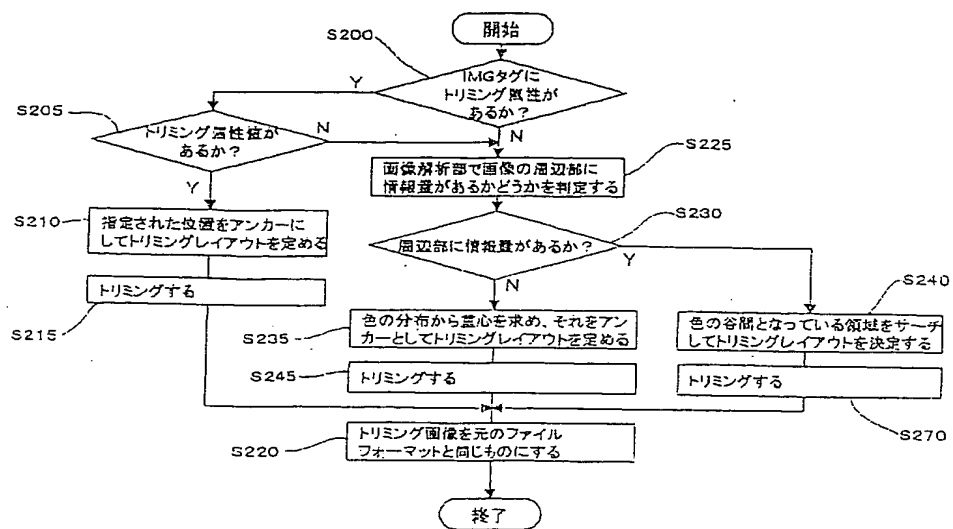 開始
S200
IMGタグに
トリミング属性が
あるか？
Y
N
S205
トリミング属性値が
あるか？
N
Y
S225
画像解析部で画像の周辺部に
情報量があるかどうかを判定する
S210
指定された位置をアンカーに
してトリミングレイアウトを定める
S230
周辺部に情報量があるか？
Y
N
トリミングする
S215
S240
色の谷間となっている領域をサーチ
してトリミングレイアウトを決定する
S235
色の分布から重心を求め、それをアン
カーとしてトリミングレイアウトを定める
S245
トリミングする
トリミングする
S270
S220
トリミング画像を元のファイル
フォーマットと同じものにする
終了